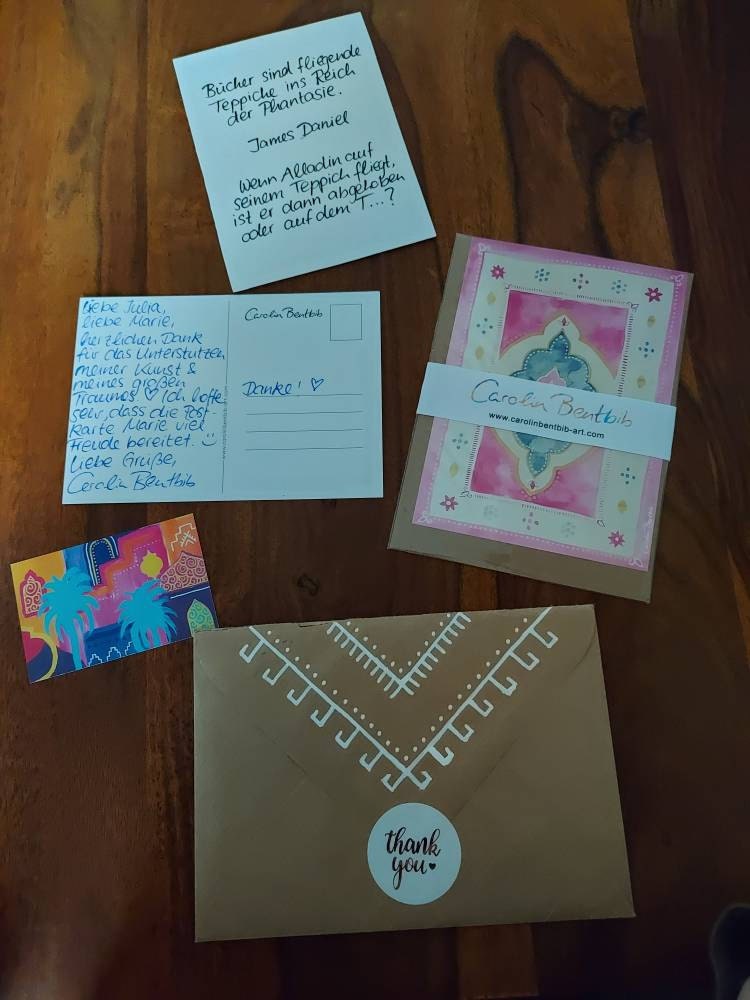 Bücher sind fliegende
Teppiche ins Reich
der Phantasie.
James Daniel
Wenn Alladin auf
seinem Teppich fliegt,
ist er dann abgehoben
oder auf dem T...?
Liebe Julia,
liebe Marie,
herzlichen Dank
für das Unterstützen
meiner Kunst &
meines großen
Traumes ♡ Ich hoffe
sehr, dass die Post-
karte Marie viel
Freude bereitet. ☺
Liebe Grüße,
Carolin Bentbib
Carolin Bentbib
Danke! ♡
Carolin Bentbib
www.carolinbentbib-art.com
thank
you♥